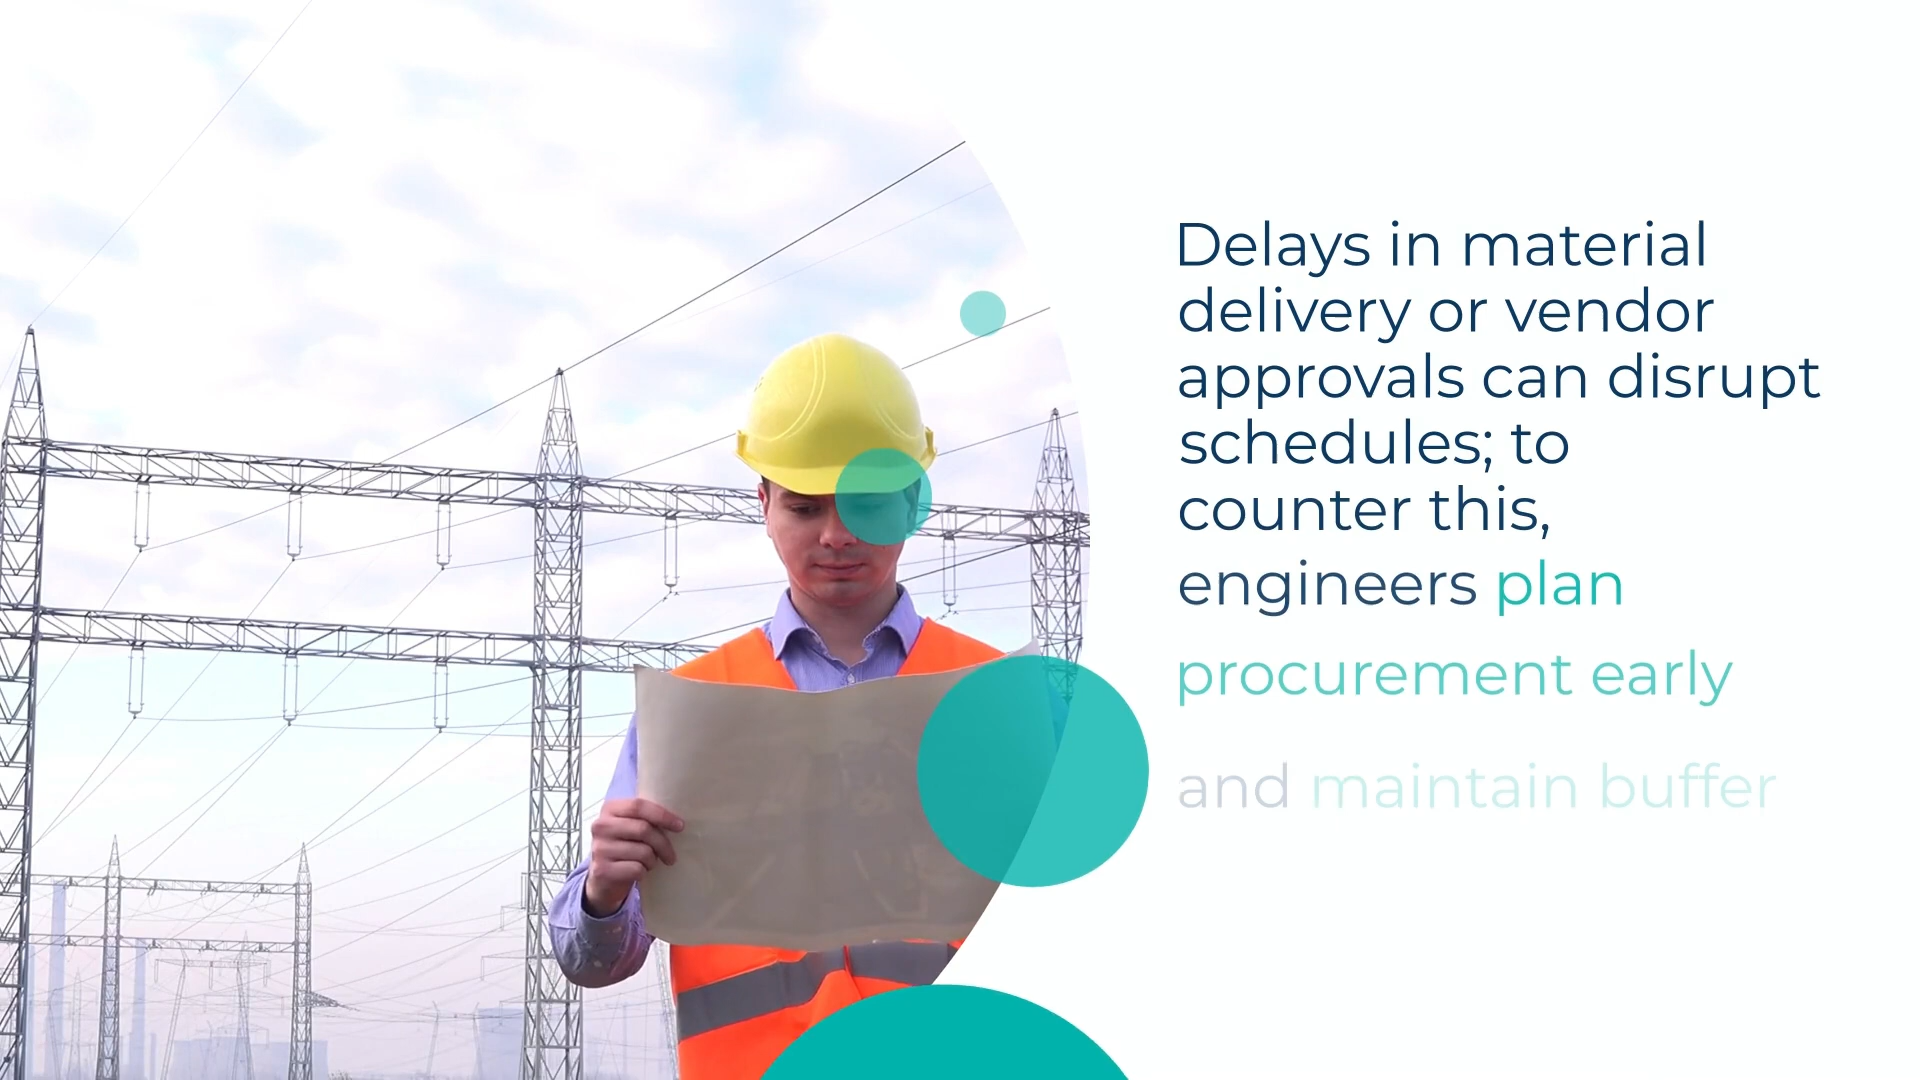 Delays in material
delivery or vendor
approvals can disrupt
schedules; to
counter this,
engineers plan
procurement early
and maintain buffer